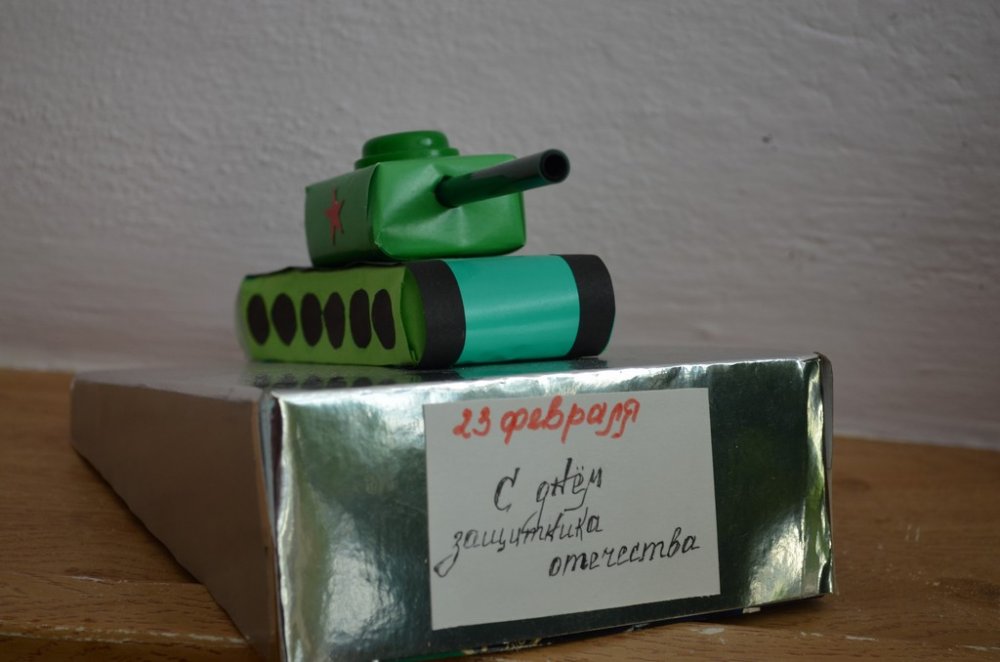 23 февраля
С днём
защитника
отечества